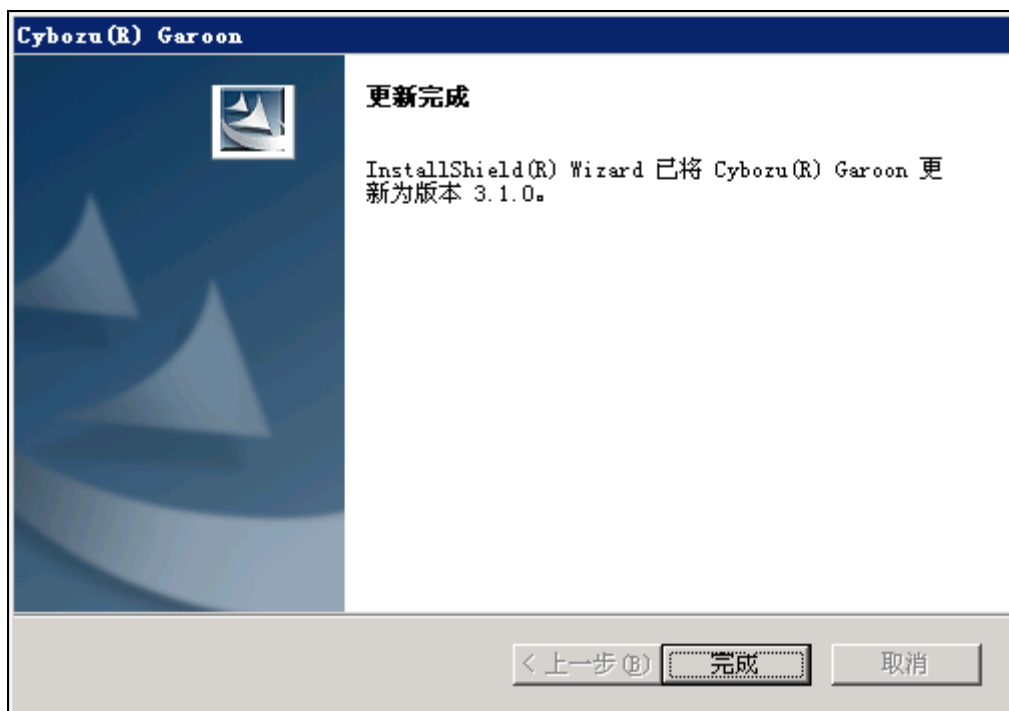 Cybozu(R) Garoon
更新完成
InstallShield(R) Wizard 已将 Cybozu(R) Garoon 更
新为版本 3.1.0。
< 上一步(B)
完成
取消